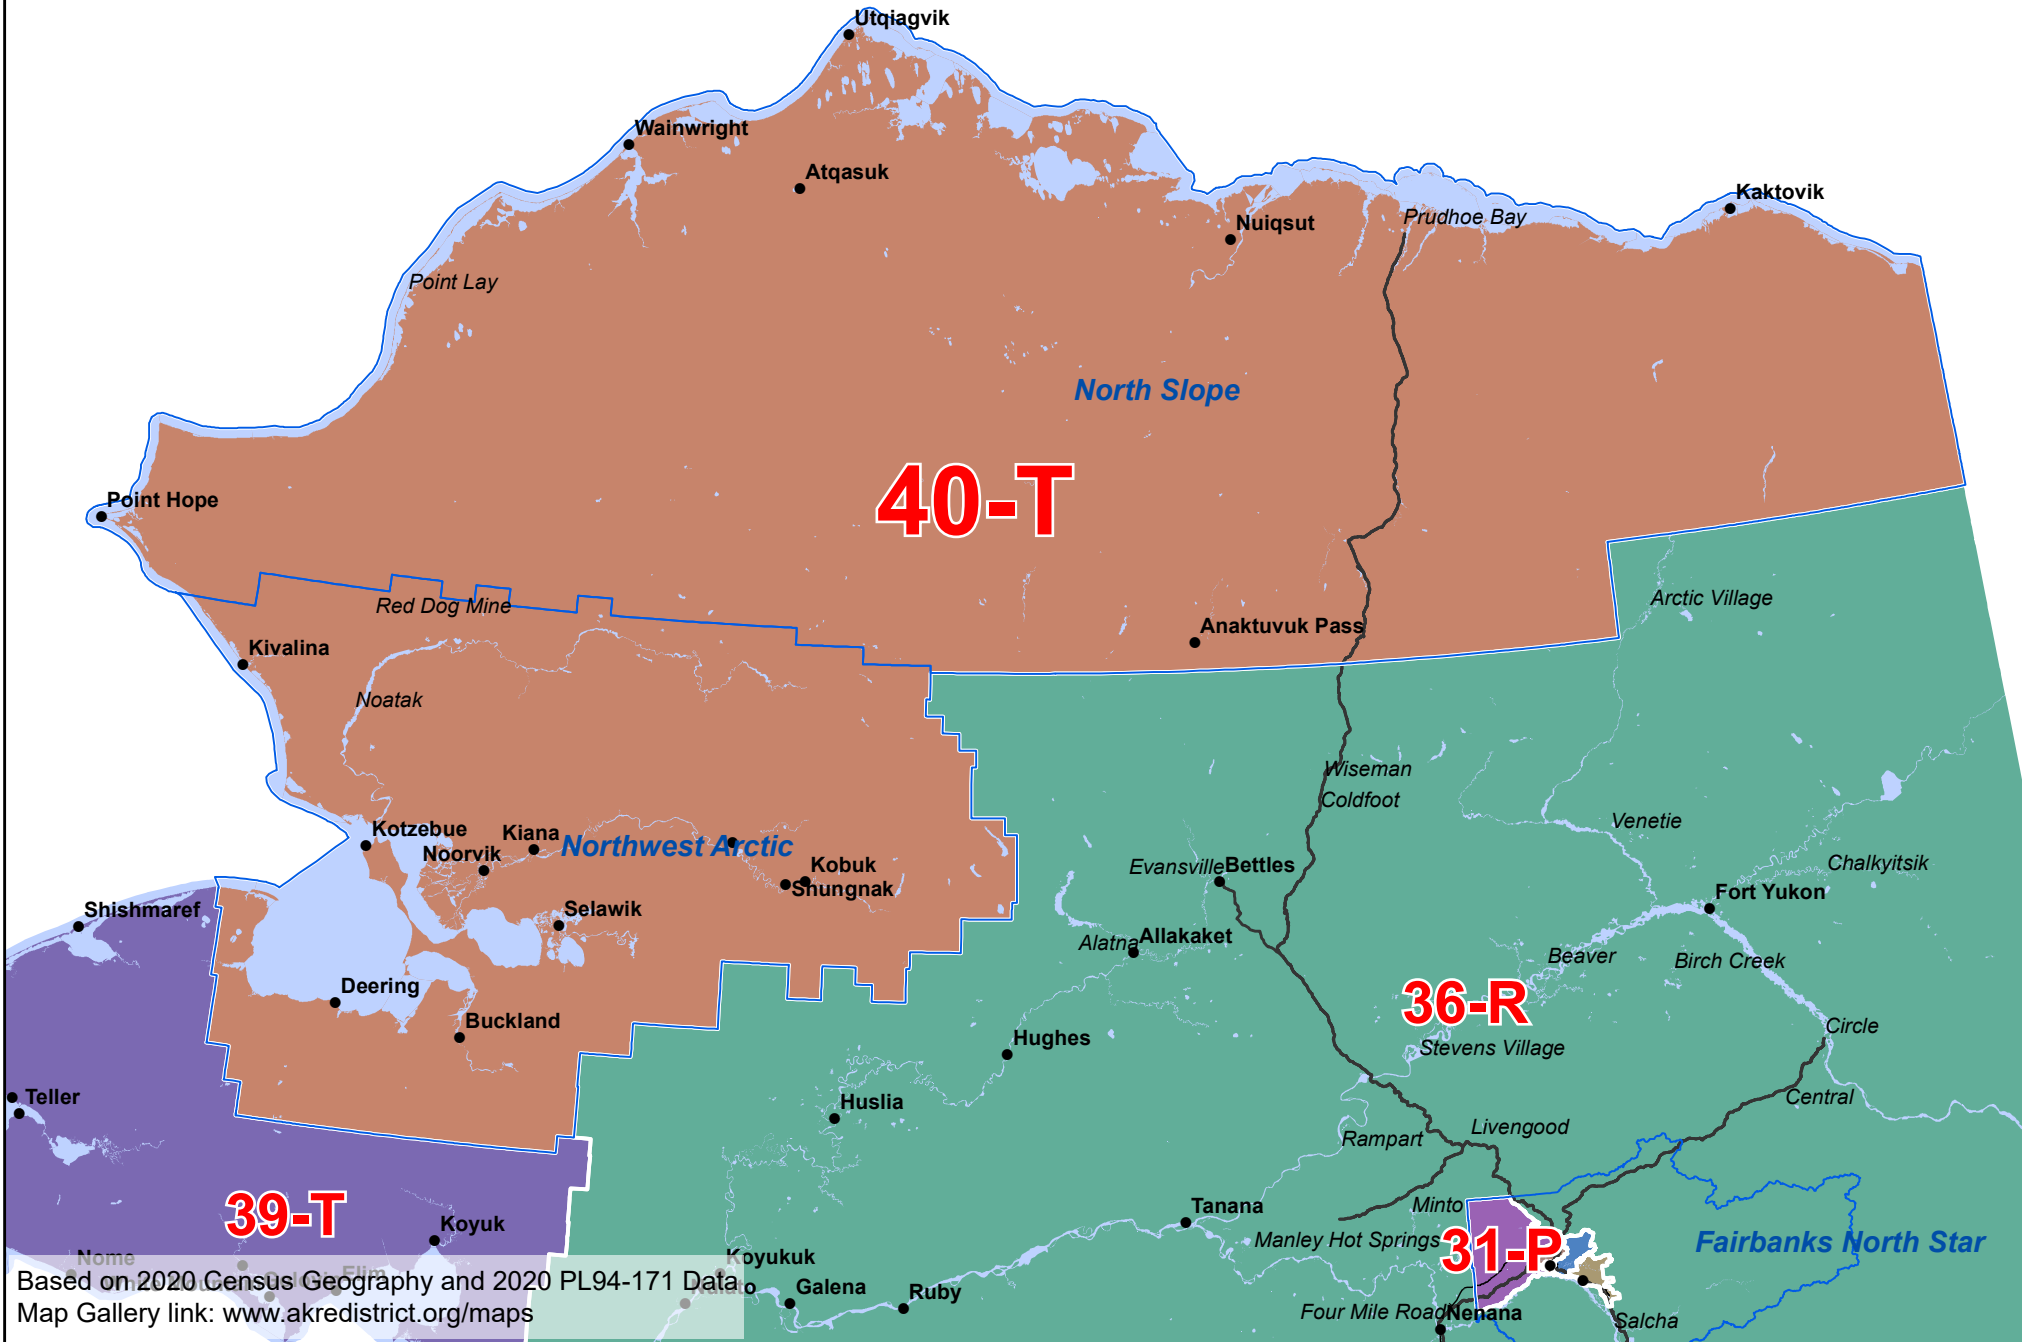 Utqiagvik
Wainwright
Atqasuk
Kaktovik
Prudhoe Bay
Nuiqsut
Point Lay
North Slope
40-T
Point Hope
Arctic Village
Red Dog Mine
Anaktuvuk Pass
Kivalina
Noatak
Wiseman
Coldfoot
Venetie
Kotzebue
Kiana
Noorvik
Northwest Arctic
Kobuk
Shungnak
Evansville
Bettles
Chalkyitsik
Fort Yukon
Shishmaref
Selawik
Alatna
Allakaket
Beaver
Birch Creek
Deering
36-R
Buckland
Circle
Hughes
Stevens Village
Teller
Huslia
Central
Rampart
Livengood
39-T
Koyuk
Tanana
Minto
Manley Hot Springs
31-P
Fairbanks North Star
Nome
Koyukuk
Elim
Based on 2020 Census Geography and 2020 PL94-171 Data
Nulato
Galena
Ruby
Four Mile Road
Nenana
Salcha
Map Gallery link: www.akredistrict.org/maps